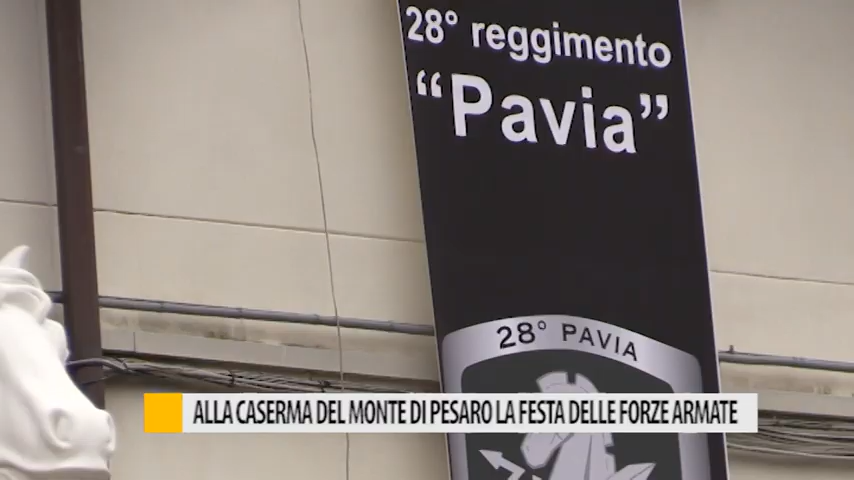 28° reggimento
“Pavia”
28° PAVIA
ALLA CASERMA DEL MONTE DI PESARO LA FESTA DELLE FORZE ARMATE